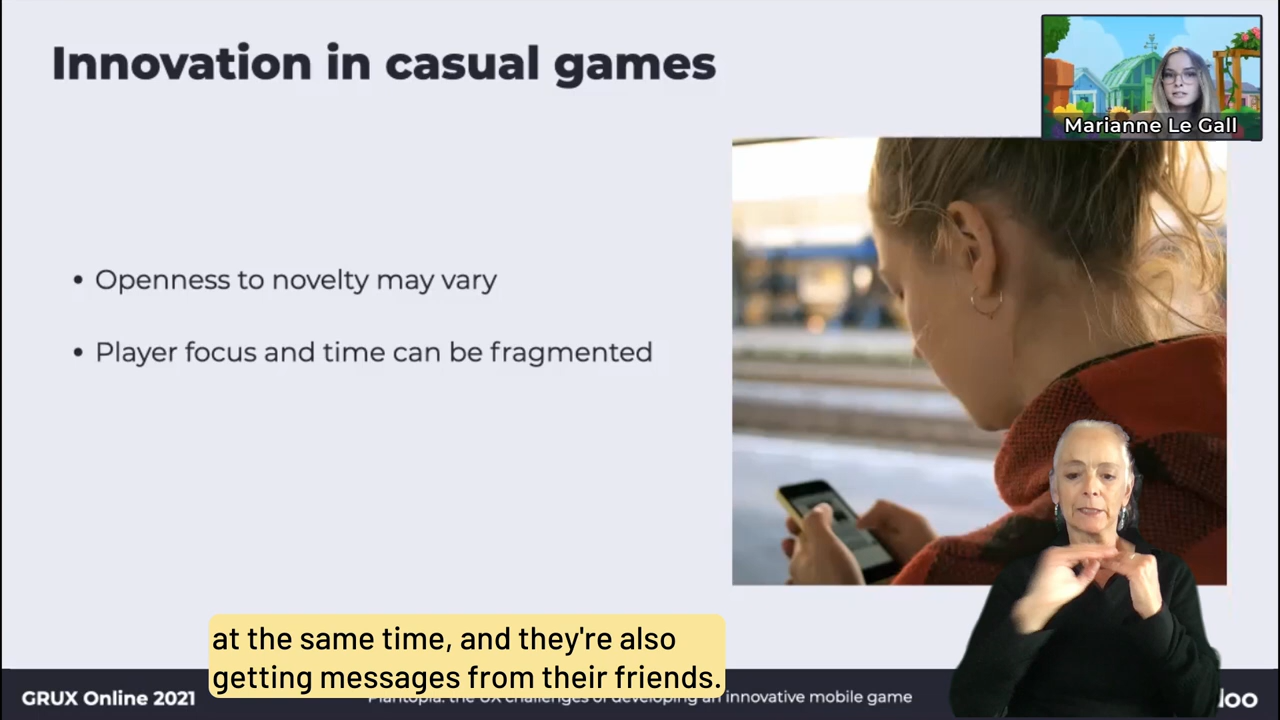 Innovation in casual games
Marianne Le Gall
• Openness to novelty may vary
• Player focus and time can be fragmented
at the same time, and they're also
getting messages from their friends.
GRUX Online 2021
the UX challenges of developing an innovative mobile game